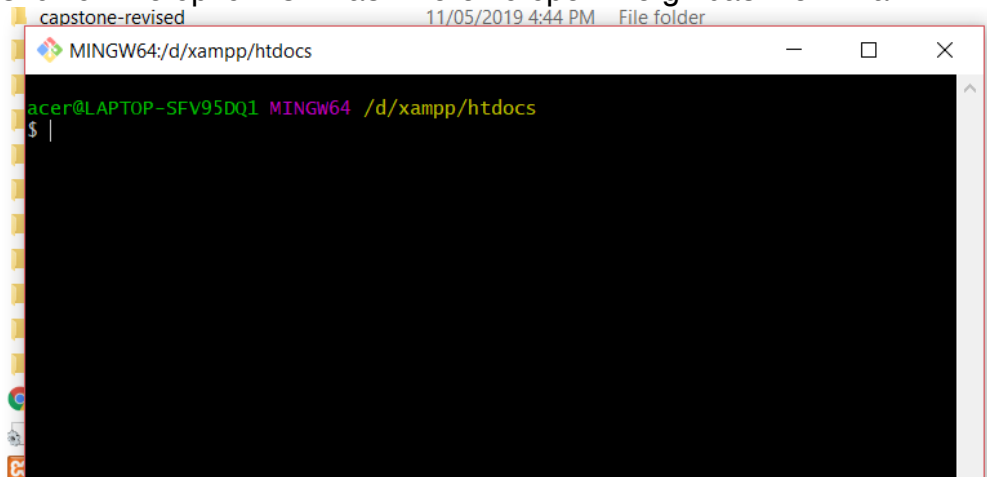 capstone-revised 11/05/2019 4:44 PM File folder
MINGW64:/d/xampp/htdocs
acer@LAPTOP-SFV95DQ1 MINGW64 /d/xampp/htdocs
$